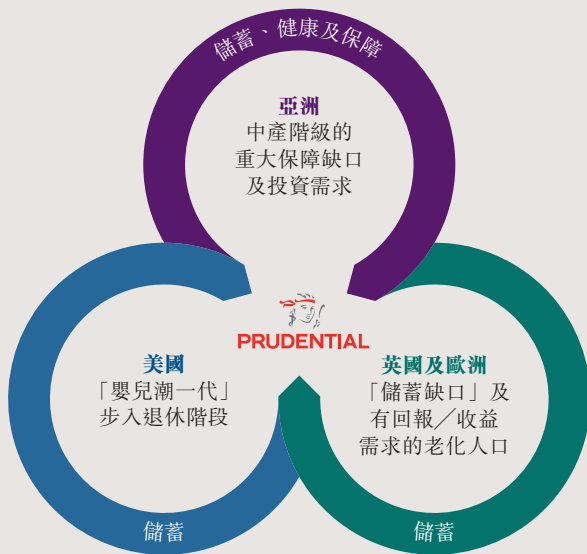 儲蓄、健康及保障
亞洲
中產階級的
重大保障缺口
及投資需求
PRUDENTIAL
美國
「嬰兒潮一代」
步入退休階段
儲蓄
英國及歐洲
「儲蓄缺口」及
有回報╱收益
需求的老化人口
儲蓄